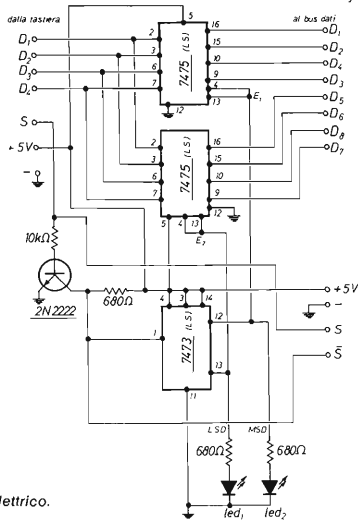 dalla tastiera
al bus dati
5
D1 2 16 D1
D2 3 15 D2
D3 6 10 D4
D4 7 9 D3
7475 (LS)
4
13 E1 D5
12
D6
S
+5V
D8
D7
2 16
3 15
6 10
7 9
7475 (LS)
12
5 4 13
E2
10kΩ
2N2222
680Ω
4 3 14
+5V
-
S
S̄
1 12
7473 (LS)
13
11
LSD MSD
680Ω 680Ω
led1 led2
lettrico.